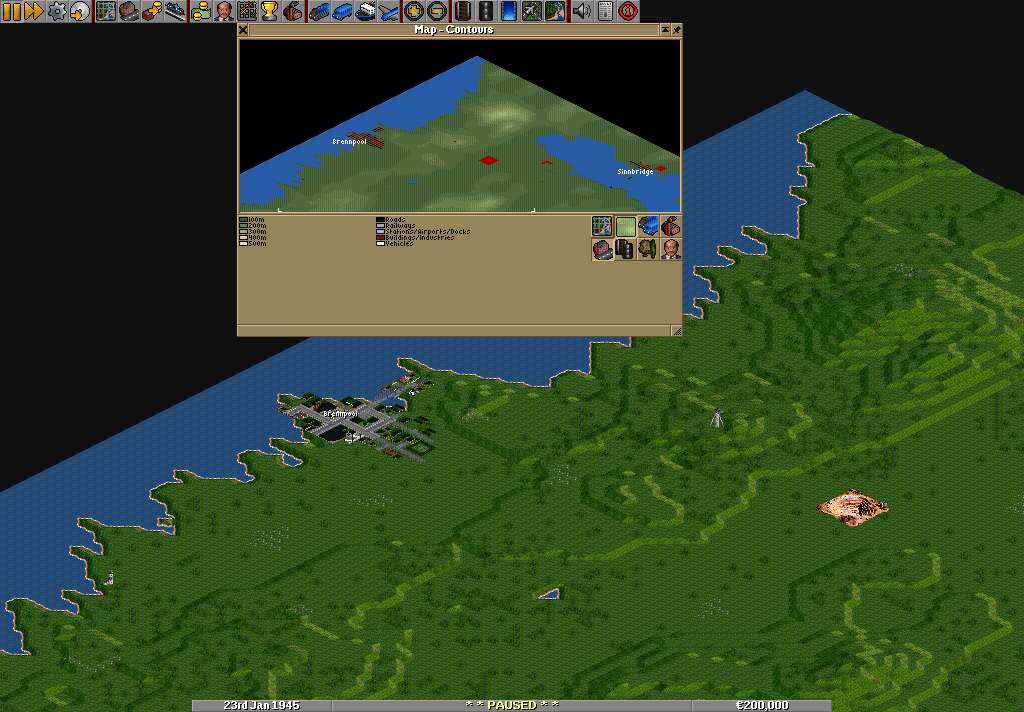 Map - Contours
Brennpool
Sinnbridge
100m
200m
300m
400m
500m
Roads
Railways
Stations/Airports/Docks
Buildings/Industries
Vehicles
Brennpool
23rd Jan 1945
* * PAUSED * *
€200,000